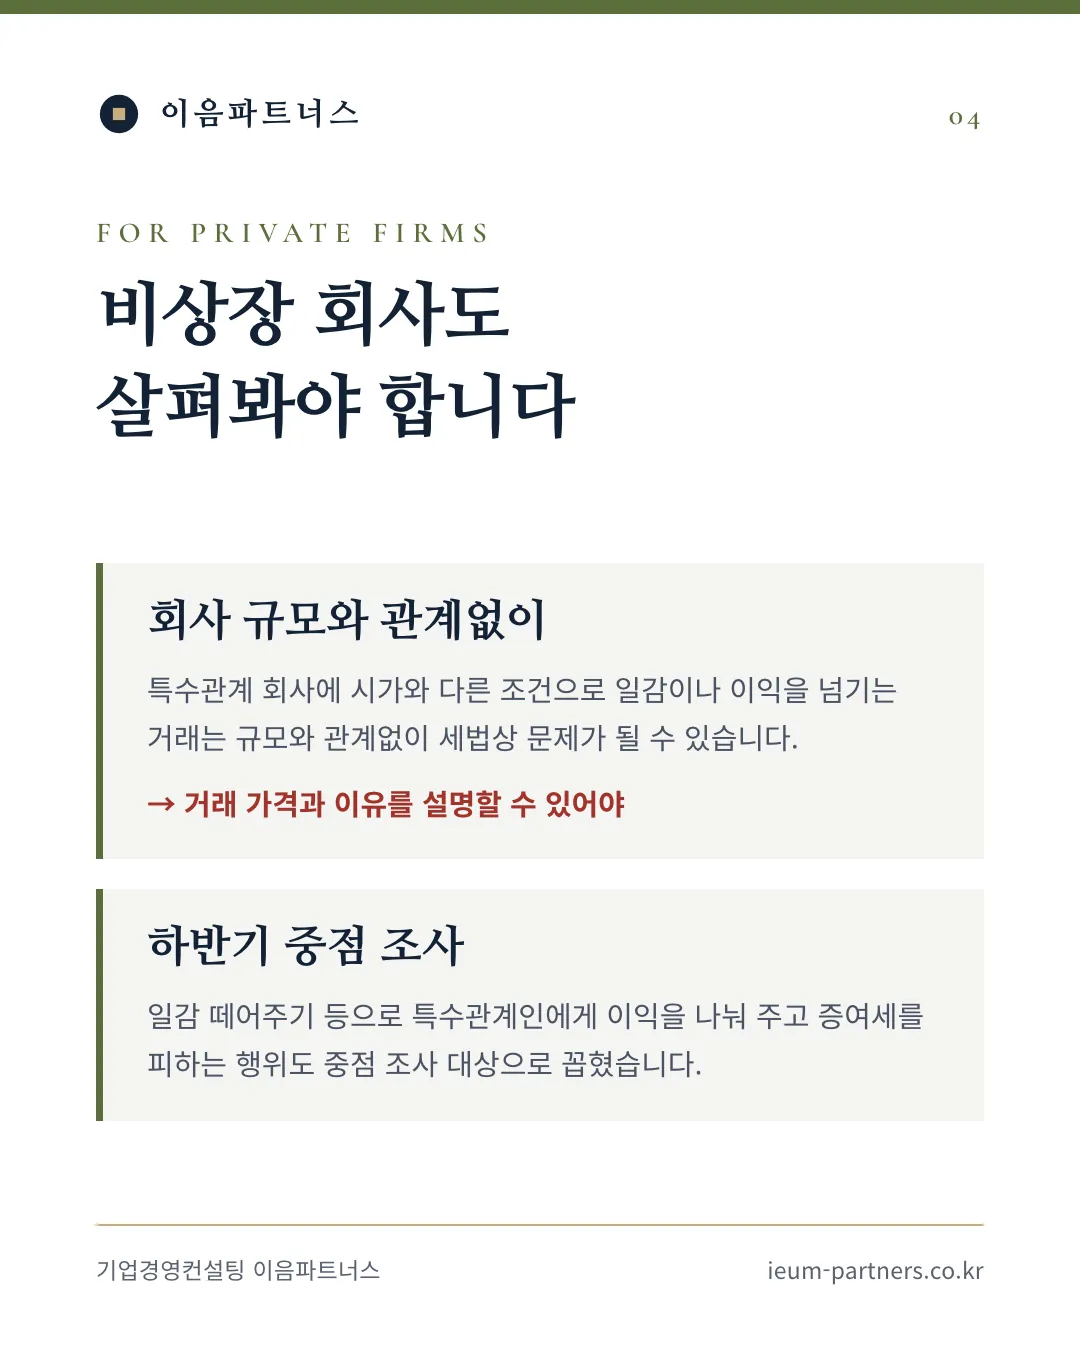 이음파트너스
04
FOR PRIVATE FIRMS
비상장 회사도
살펴봐야 합니다
회사 규모와 관계없이
특수관계 회사에 시가와 다른 조건으로 일감이나 이익을 넘기는
거래는 규모와 관계없이 세법상 문제가 될 수 있습니다.
→ 거래 가격과 이유를 설명할 수 있어야
하반기 중점 조사
일감 떼어주기 등으로 특수관계인에게 이익을 나눠 주고 증여세를
피하는 행위도 중점 조사 대상으로 꼽혔습니다.
기업경영컨설팅 이음파트너스
ieum-partners.co.kr